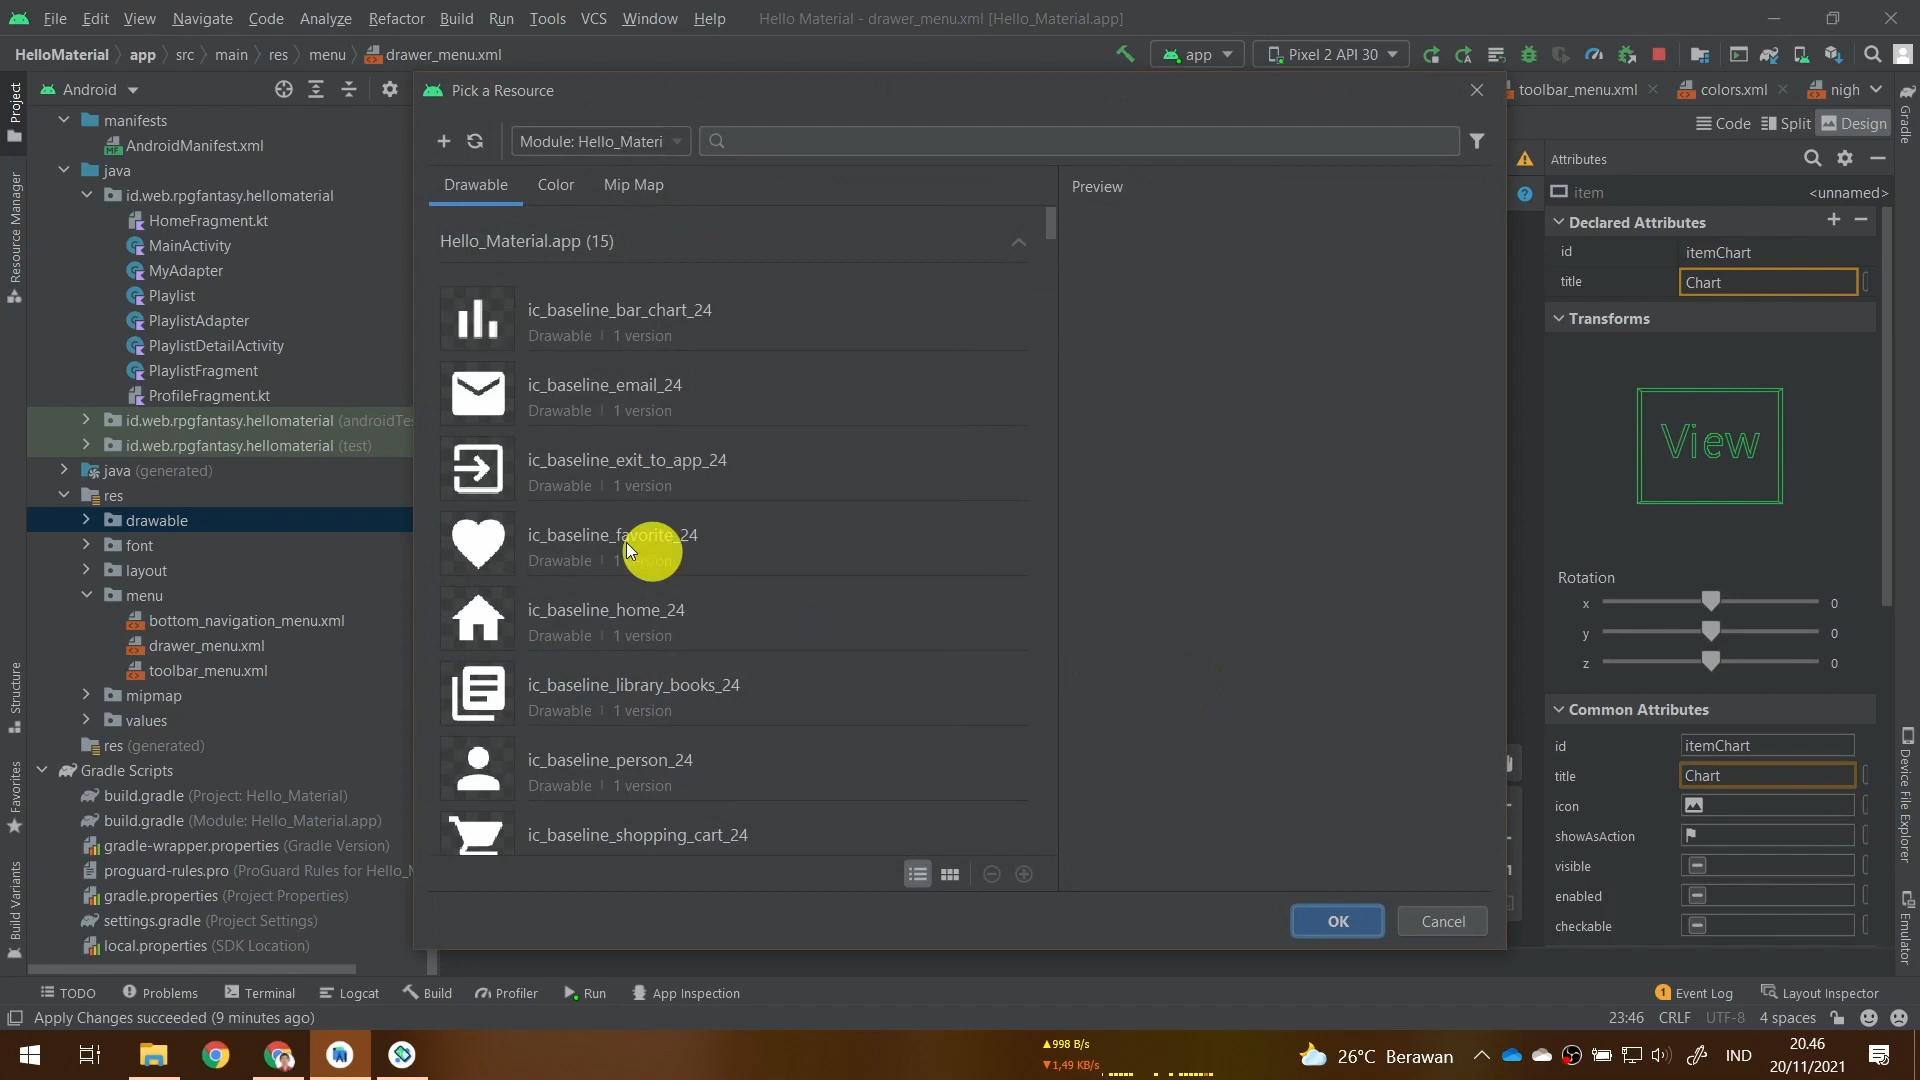 File Edit View Navigate Code Analyze Refactor Build Run Tools VCS Window Help Hello Material - drawer_menu.xml [Hello_Material.app]
HelloMaterial app src main res menu drawer_menu.xml app Pixel 2 API 30
Android
Pick a Resource
toolbar_menu.xml colors.xml nigh
Code Split Design
Project
Resource Manager
Structure
Favorites
Build Variants
manifests
AndroidManifest.xml
java
id.web.rpgfantasy.hellomaterial
HomeFragment.kt
MainActivity
MyAdapter
Playlist
PlaylistAdapter
PlaylistDetailActivity
PlaylistFragment
ProfileFragment.kt
id.web.rpgfantasy.hellomaterial (androidTes
id.web.rpgfantasy.hellomaterial (test)
java (generated)
res
drawable
font
layout
menu
bottom_navigation_menu.xml
drawer_menu.xml
toolbar_menu.xml
mipmap
values
res (generated)
Gradle Scripts
build.gradle (Project: Hello_Material)
build.gradle (Module: Hello_Material.app)
gradle-wrapper.properties (Gradle Version)
proguard-rules.pro (ProGuard Rules for Hello_M
gradle.properties (Project Properties)
settings.gradle (Project Settings)
local.properties (SDK Location)
Module: Hello_Materi
Drawable Color Mip Map
Preview
Hello_Material.app (15)
ic_baseline_bar_chart_24
Drawable | 1 version
ic_baseline_email_24
Drawable | 1 version
ic_baseline_exit_to_app_24
Drawable | 1 version
ic_baseline_favorite_24
Drawable | 1 version
ic_baseline_home_24
Drawable | 1 version
ic_baseline_library_books_24
Drawable | 1 version
ic_baseline_person_24
Drawable | 1 version
ic_baseline_shopping_cart_24
OK Cancel
Attributes
item <unnamed>
Declared Attributes
id itemChart
title Chart
Transforms
View
Rotation
x 0
y 0
z 0
Common Attributes
id itemChart
title Chart
icon
showAsAction
visible
enabled
checkable
Gradle
Device File Explorer
Emulator
TODO Problems Terminal Logcat Build Profiler Run App Inspection 1 Event Log Layout Inspector
Apply Changes succeeded (9 minutes ago) 23:46 CRLF UTF-8 4 spaces
998 B/s
1,49 KB/s
26°C Berawan IND
20.46
20/11/2021